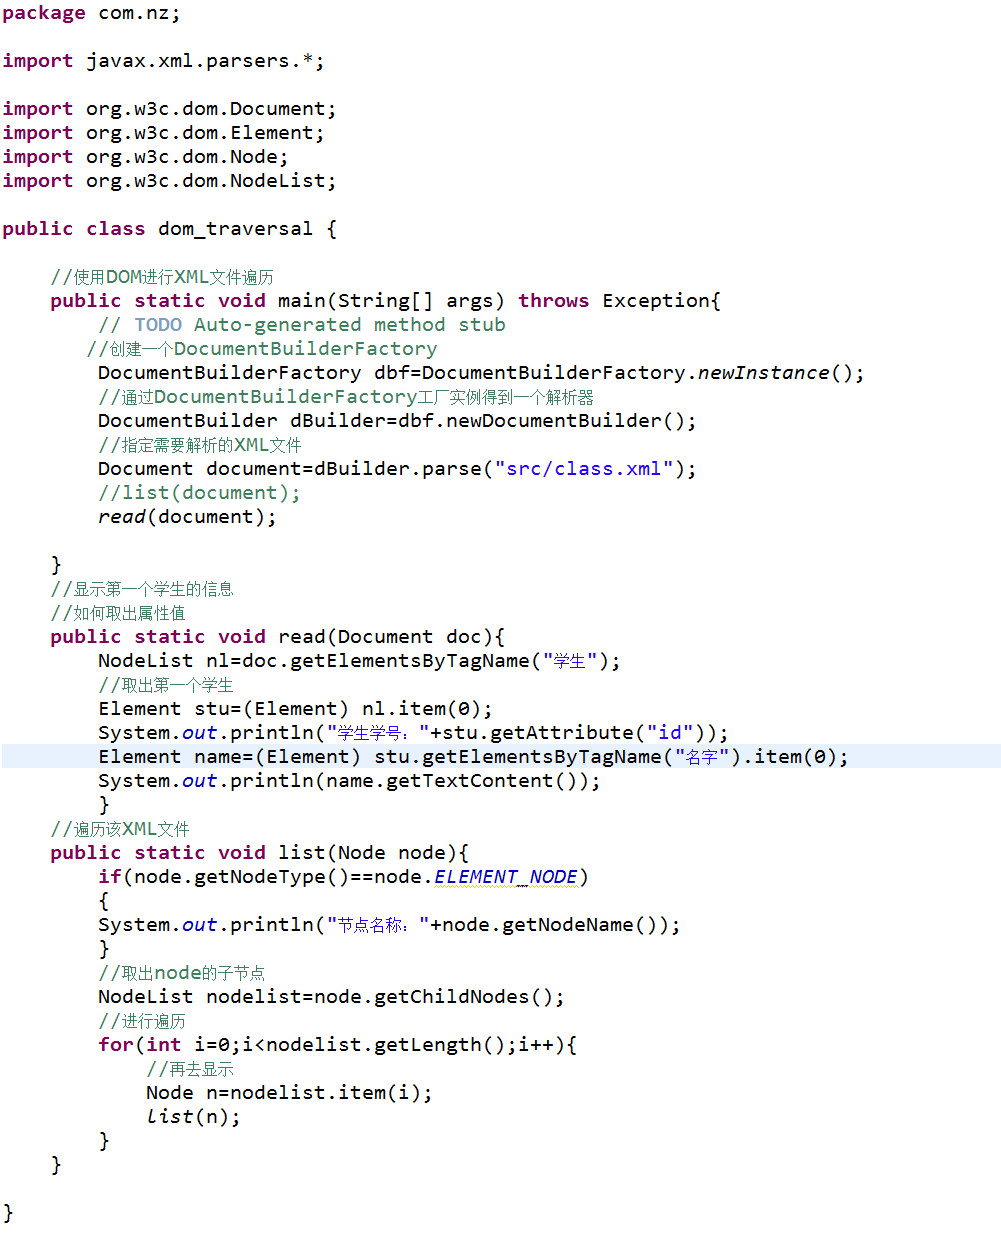 package com.nz;
import javax.xml.parsers.*;
import org.w3c.dom.Document;
import org.w3c.dom.Element;
import org.w3c.dom.Node;
import org.w3c.dom.NodeList;
public class dom_traversal {
//使用DOM进行XML文件遍历
public static void main(String[] args) throws Exception{
// TODO Auto-generated method stub
//创建一个DocumentBuilderFactory
DocumentBuilderFactory dbf=DocumentBuilderFactory.newInstance();
//通过DocumentBuilderFactory工厂实例得到一个解析器
DocumentBuilder dBuilder=dbf.newDocumentBuilder();
//指定需要解析的XML文件
Document document=dBuilder.parse("src/class.xml");
//list(document);
read(document);
}
//显示第一个学生的信息
//如何取出属性值
public static void read(Document doc){
NodeList nl=doc.getElementsByTagName("学生");
//取出第一个学生
Element stu=(Element) nl.item(0);
System.out.println("学生学号："+stu.getAttribute("id"));
Element name=(Element) stu.getElementsByTagName("名字").item(0);
System.out.println(name.getTextContent());
}
//遍历该XML文件
public static void list(Node node){
if(node.getNodeType()==node.ELEMENT_NODE)
{
System.out.println("节点名称："+node.getNodeName());
}
//取出node的子节点
NodeList nodelist=node.getChildNodes();
//进行遍历
for(int i=0;i<nodelist.getLength();i++){
//再去显示
Node n=nodelist.item(i);
list(n);
}
}
}